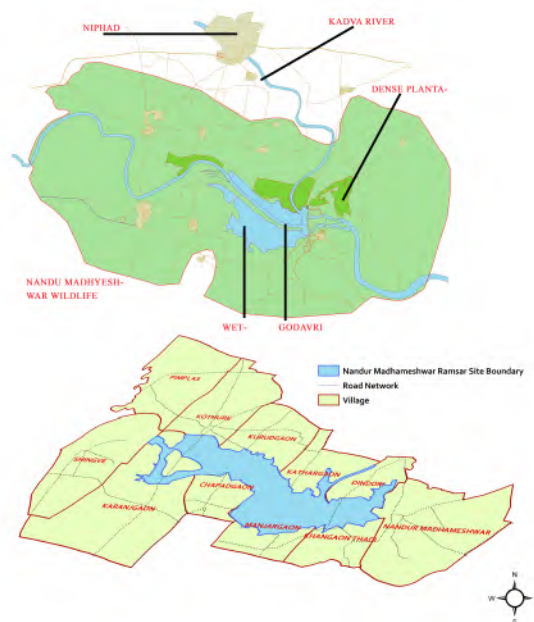 NIPHAD
KADVA RIVER
DENSE PLANTA-
NANDU MADHYESH-
WAR WILDLIFE
WET-
GODAVRI
Nandur Madhameshwar Ramsar Site Boundary
Road Network
Village
PIMPLAS
KOTHURE
KURUDGAON
SHINGVE
KATHARGAON
DINDORI
CHAPADGAON
KARANJGAON
MANJARGAON
KHANGAON THADI
NANDUR MADHAMESHWAR
N
W
E
S